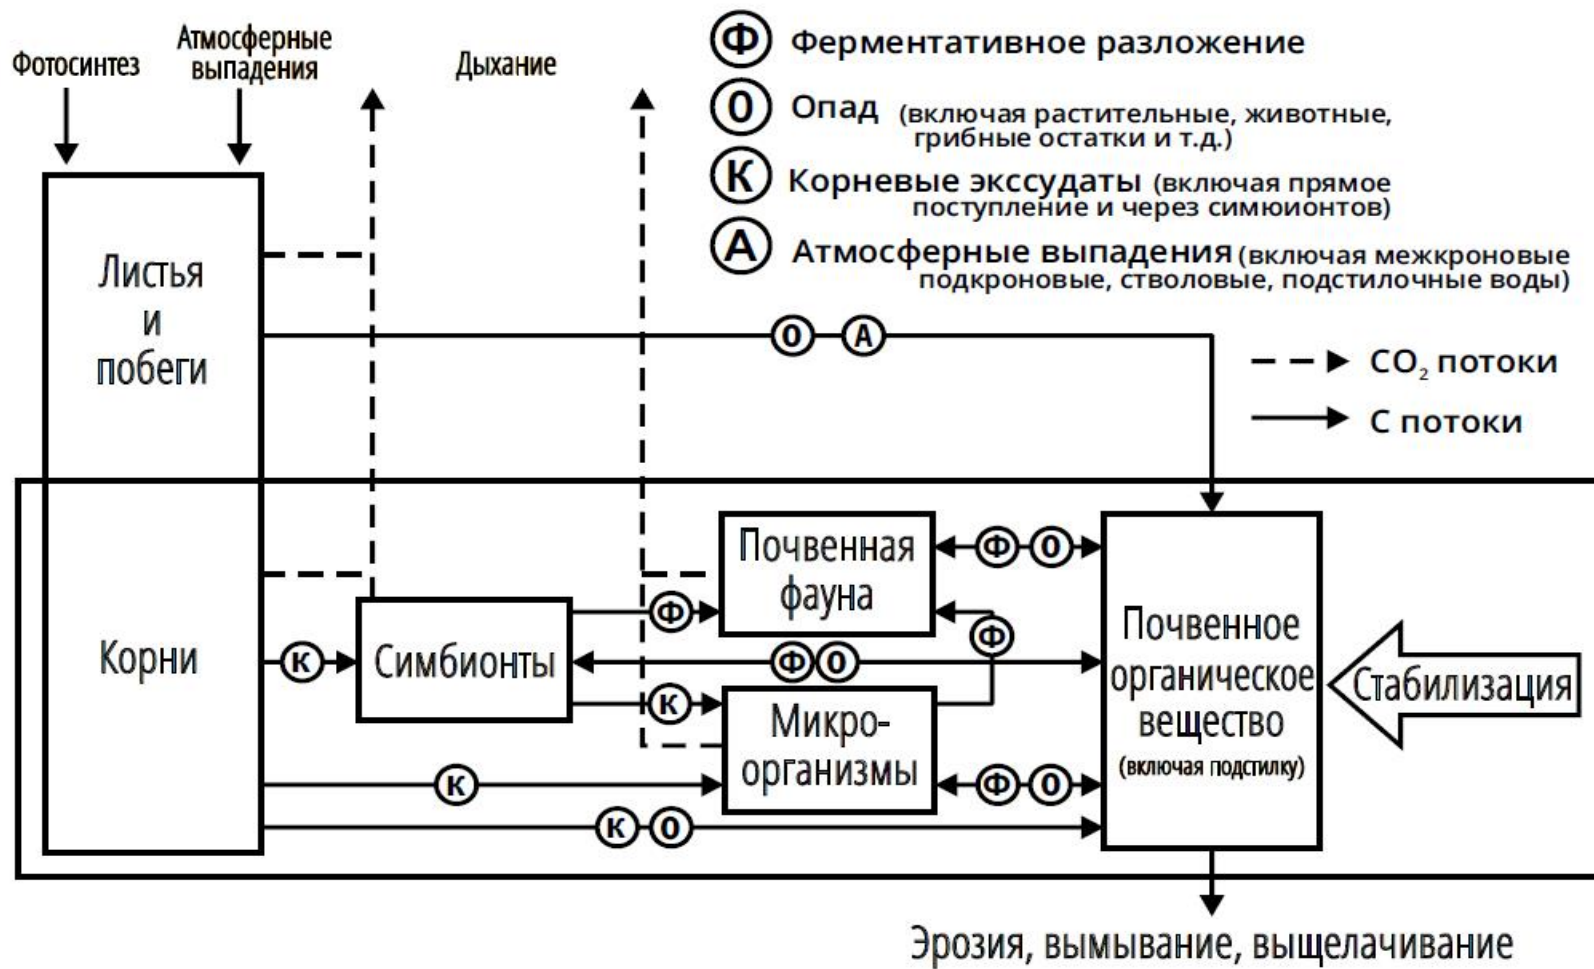 Фотосинтез
Атмосферные
выпадения
Дыхание
Ф Ферментативное разложение
О Опад (включая растительные, животные,
грибные остатки и т.д.)
К Корневые экссудаты (включая прямое
поступление и через симюионтов)
А Атмосферные выпадения (включая межкроновые
подкроновые, стволовые, подстилочные воды)
Листья
и
побеги
О А
CO₂ потоки
С потоки
Почвенная
фауна
Ф О
Ф
Ф
Корни
К
Симбионты
Ф О
К
Микро-
организмы
К
Ф О
К О
Почвенное
органическое
вещество
(включая подстилку)
Стабилизация
Эрозия, вымывание, выщелачивание